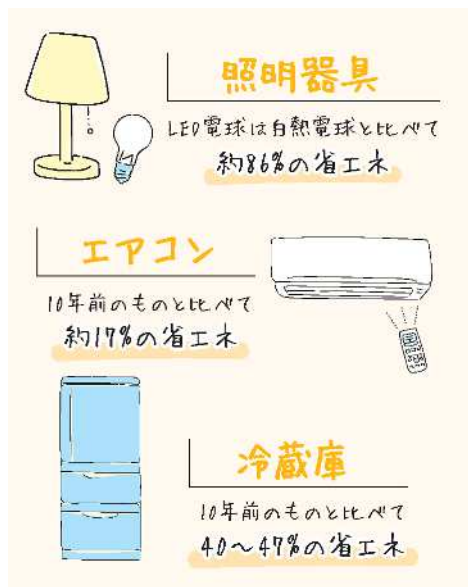 照明器具
LED電球は白熱電球と比べて
約86%の省エネ
エアコン
10年前のものと比べて
約17%の省エネ
冷蔵庫
10年前のものと比べて
40～47%の省エネ